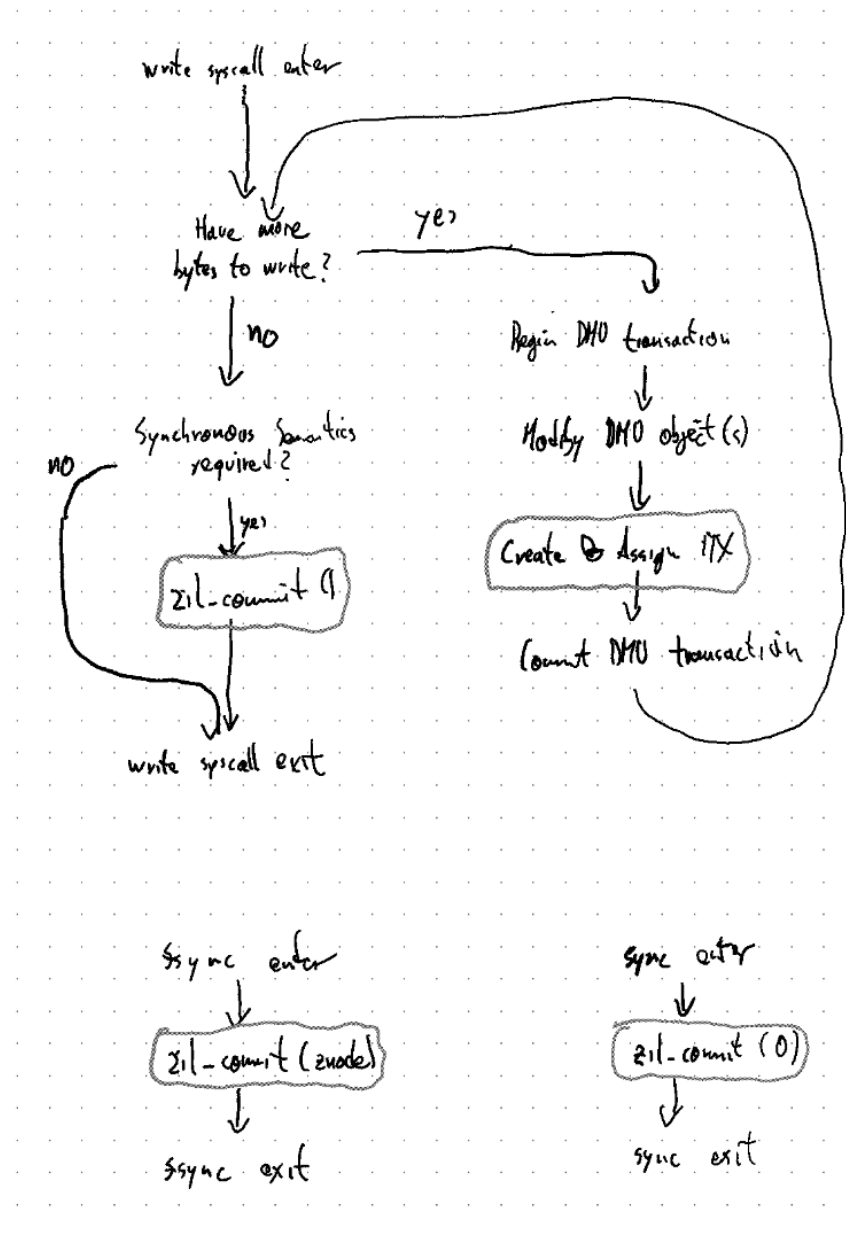 write syscall enter
Have more
bytes to write?
yes
no
Begin DMU transaction
Modify DMU object(s)
Create & Assign ITX
Commit DMU transaction
Synchronous Semantics
required?
no
yes
zil_commit()
write syscall exit
fsync enter
zil_commit(znode)
fsync exit
sync enter
zil_commit(0)
sync exit